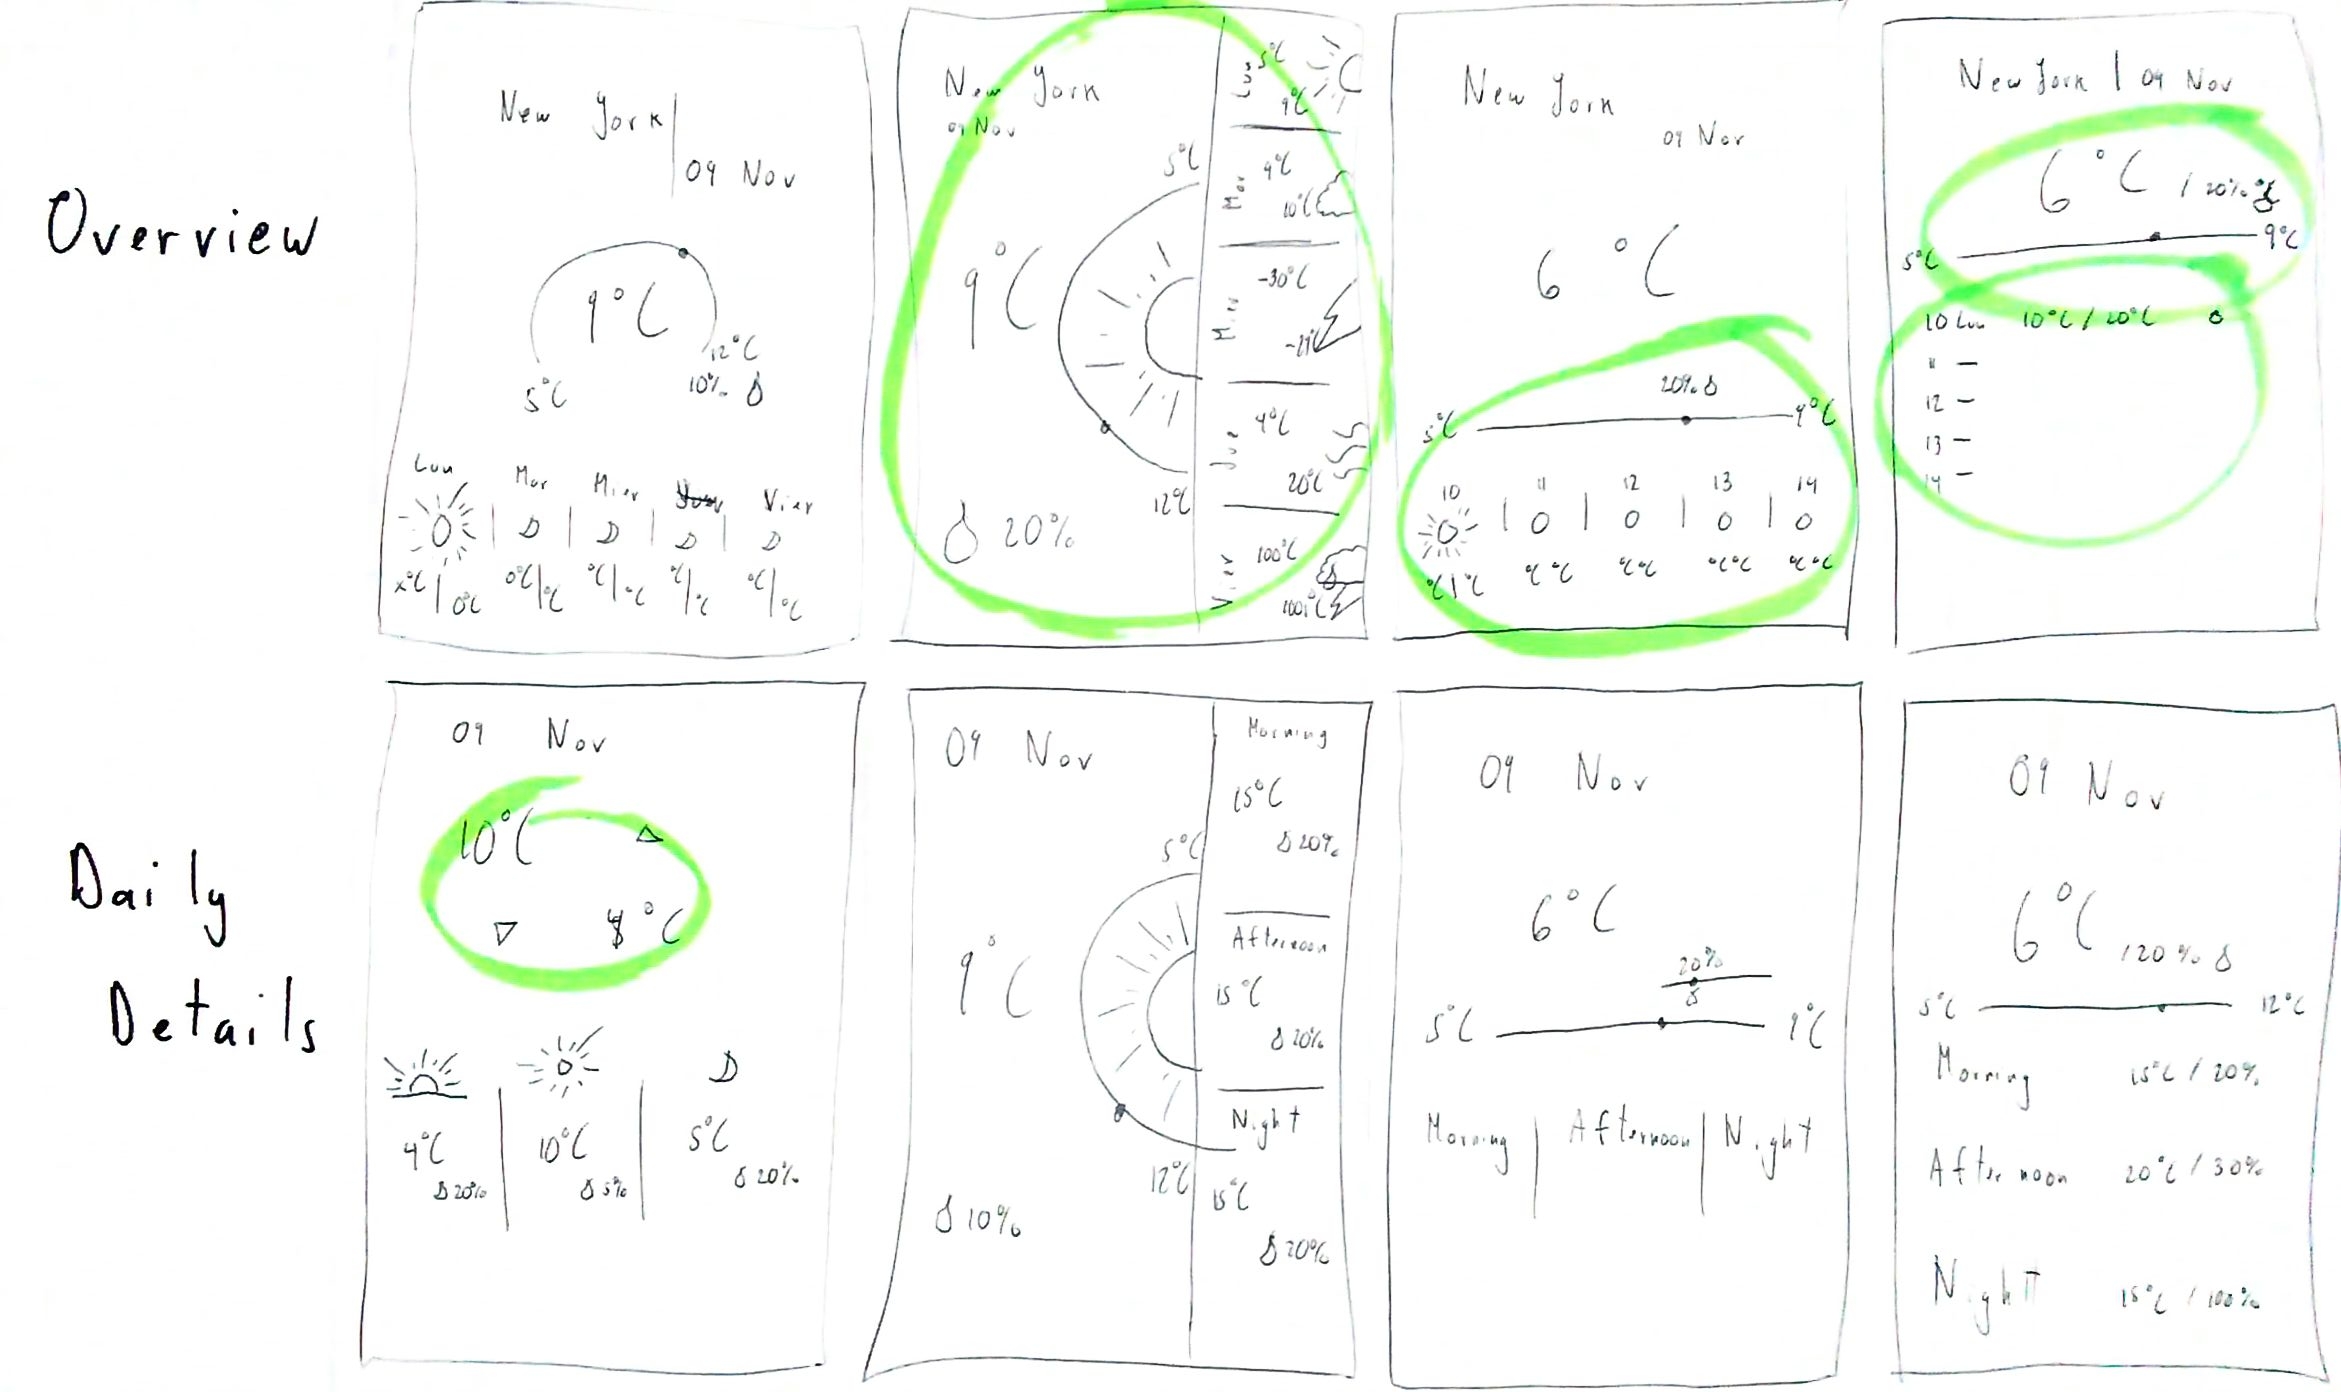 Overview
New York
09 Nov
9°C
12°C
10%
5°C
Lun
Mar
Mier
Vier
x°C
0°C
0°C/°C
°C/°C
°C/°C
°C/°C
New York
09 Nov
5°C
9°C
12°C
20%
Lun
5°C
9°C
Mar
9°C
10°C
Mier
-30°C
Jue
4°C
20°C
Vier
100°C
100°C
New York
09 Nov
6°C
20%
5°C
9°C
10 11 12 13 14
°C/°C °C °C °C °C °C °C °C °C
New York | 09 Nov
6°C / 20%
5°C
9°C
10 Lun 10°C / 20°C
11 –
12 –
13 –
14 –
Daily
Details
09 Nov
10°C
°C
4°C
20%
10°C
5%
5°C
20%
09 Nov
5°C
9°C
12°C
10%
Morning
15°C
20%
Afternoon
15°C
20%
Night
15°C
20%
09 Nov
6°C
20%
5°C
9°C
Morning | Afternoon | Night
09 Nov
6°C / 20%
5°C
12°C
Morning 15°C / 20%
Afternoon 20°C / 30%
Night 15°C / 100%